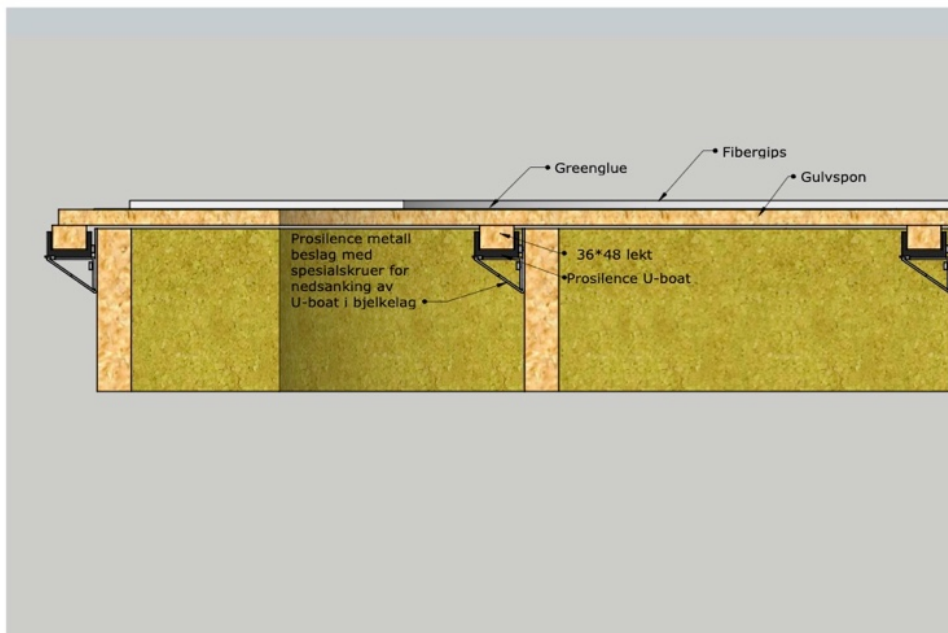 Fibergips
Greenglue
Gulvspon
Prosilence metall
beslag med
spesialskruer for
nedsanking av
U-boat i bjelkelag
36*48 lekt
Prosilence U-boat